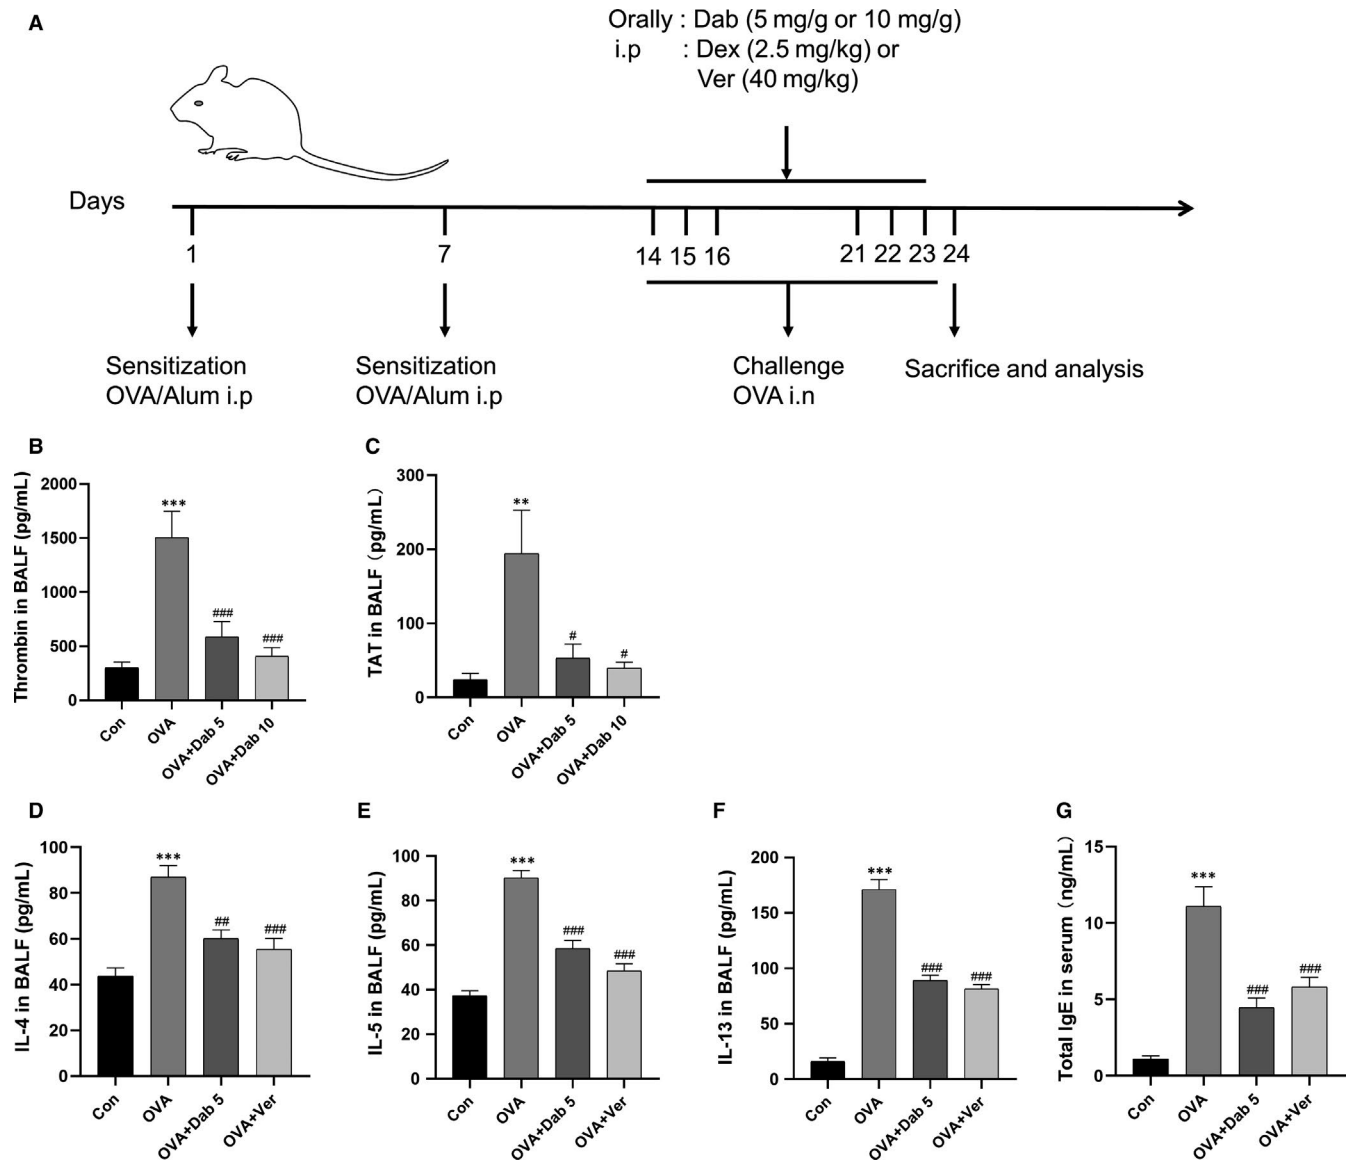 A
Orally : Dab (5 mg/g or 10 mg/g)
i.p : Dex (2.5 mg/kg) or
Ver (40 mg/kg)
Days
1
7
14
15
16
21
22
23
24
Sensitization
OVA/Alum i.p
Sensitization
OVA/Alum i.p
Challenge
OVA i.n
Sacrifice and analysis
B
Thrombin in BALF (pg/mL)
2000
1500
1000
500
0
***
###
###
Con
OVA
OVA+Dab 5
OVA+Dab 10
C
TAT in BALF（pg/mL）
300
200
100
0
**
#
#
Con
OVA
OVA+Dab 5
OVA+Dab 10
D
IL-4 in BALF (pg/mL)
100
80
60
40
20
0
***
##
###
Con
OVA
OVA+Dab 5
OVA+Ver
E
IL-5 in BALF (pg/mL)
100
80
60
40
20
0
***
###
###
Con
OVA
OVA+Dab 5
OVA+Ver
F
IL-13 in BALF (pg/mL)
200
150
100
50
0
***
###
###
Con
OVA
OVA+Dab 5
OVA+Ver
G
Total IgE in serum（ng/mL）
15
10
5
0
***
###
###
Con
OVA
OVA+Dab 5
OVA+Ver